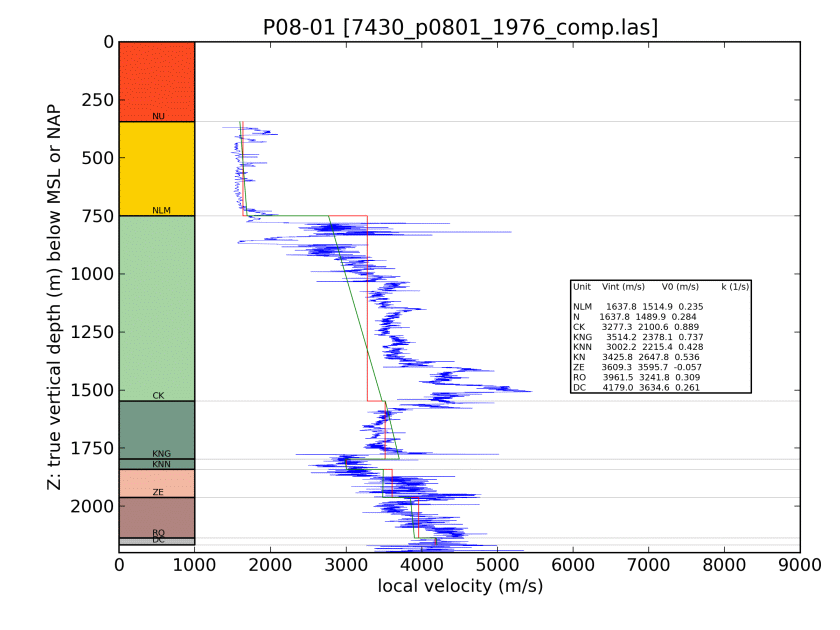 P08-01 [7430_p0801_1976_comp.las]
Z: true vertical depth (m) below MSL or NAP
0
250
500
750
1000
1250
1500
1750
2000
NU
NLM
CK
KNG
KNN
ZE
RO
DC
Unit Vint (m/s) V0 (m/s) k (1/s)
NLM 1637.8 1514.9 0.235
N 1637.8 1489.9 0.284
CK 3277.3 2100.6 0.889
KNG 3514.2 2378.1 0.737
KNN 3002.2 2215.4 0.428
KN 3425.8 2647.8 0.536
ZE 3609.3 3595.7 -0.057
RO 3961.5 3241.8 0.309
DC 4179.0 3634.6 0.261
0 1000 2000 3000 4000 5000 6000 7000 8000 9000
local velocity (m/s)